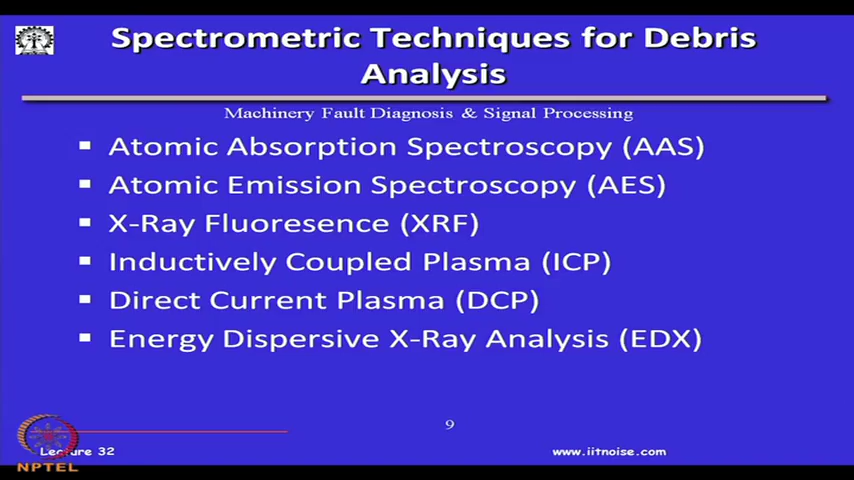 Spectrometric Techniques for Debris
Analysis
Machinery Fault Diagnosis & Signal Processing
Atomic Absorption Spectroscopy (AAS)
Atomic Emission Spectroscopy (AES)
X-Ray Fluoresence (XRF)
Inductively Coupled Plasma (ICP)
Direct Current Plasma (DCP)
Energy Dispersive X-Ray Analysis (EDX)
9
Lecture 32
www.iitnoise.com
NPTEL